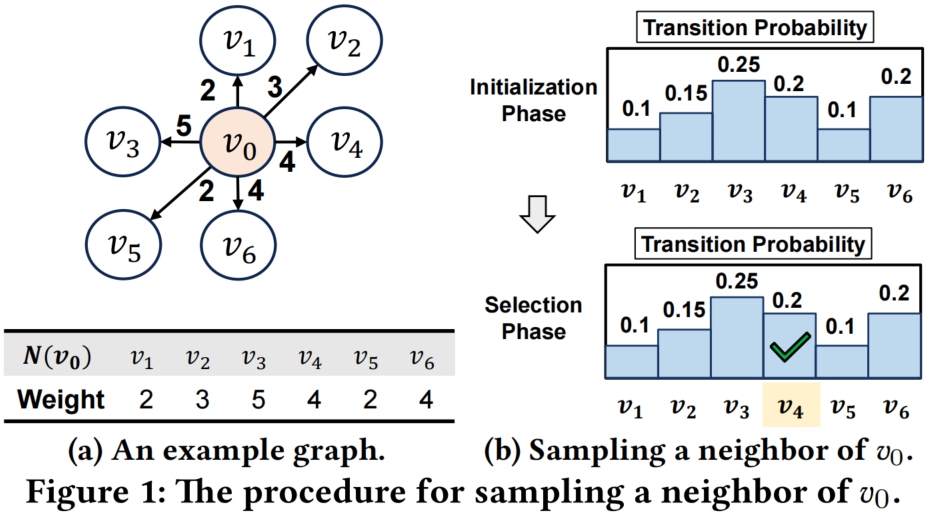 v1
v2
2
3
v3
5
v0
4
v4
2
4
v5
v6
N(v0) v1 v2 v3 v4 v5 v6
Weight 2 3 5 4 2 4
(a) An example graph.
Transition Probability
Initialization
Phase
0.1 0.15 0.25 0.2 0.1 0.2
v1 v2 v3 v4 v5 v6
Transition Probability
Selection
Phase
0.1 0.15 0.25 0.2 0.1 0.2
v1 v2 v3 v4 v5 v6
(b) Sampling a neighbor of v0.
Figure 1: The procedure for sampling a neighbor of v0.